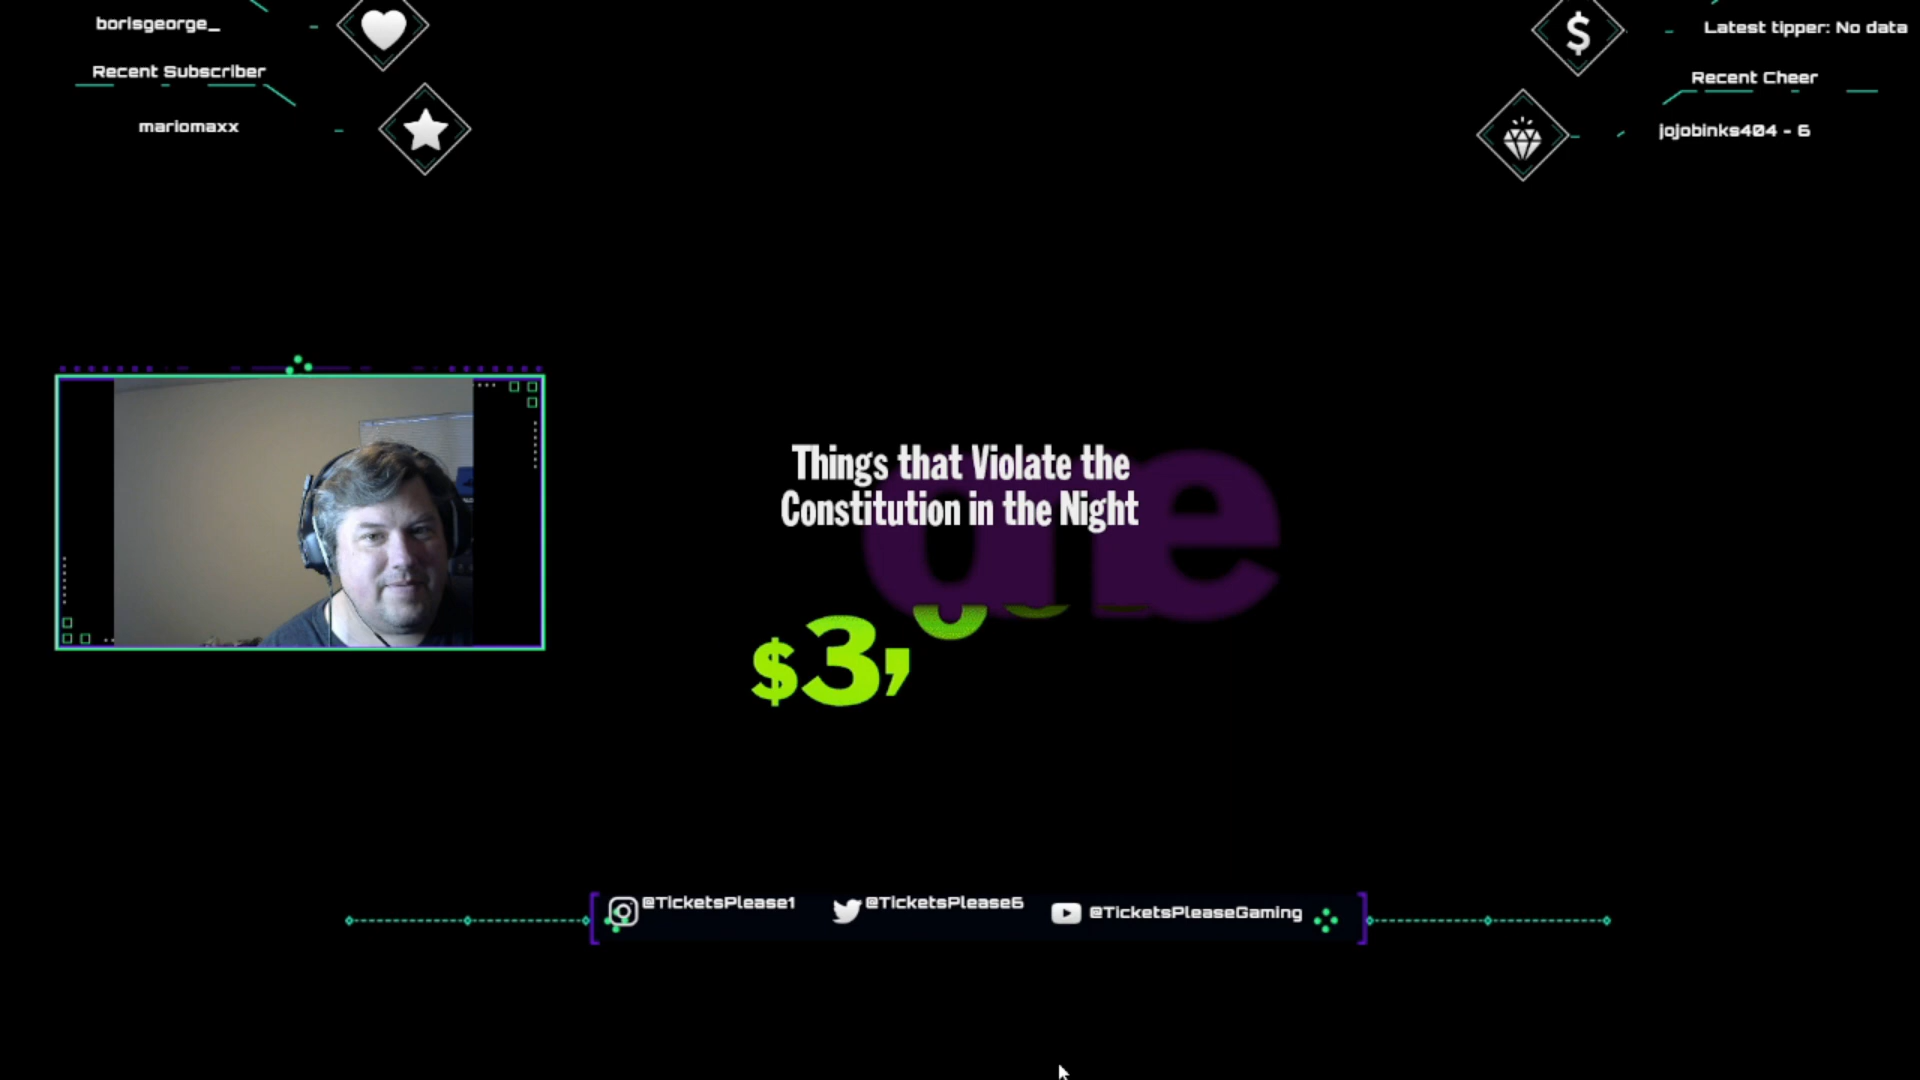 borisgeorge_
Recent Subscriber
mariomaxx
Latest tipper: No data
Recent Cheer
jojobinks404 - 6
Things that Violate the
Constitution in the Night
$3,
@TicketsPlease1
@TicketsPlease6
@TicketsPleaseGaming